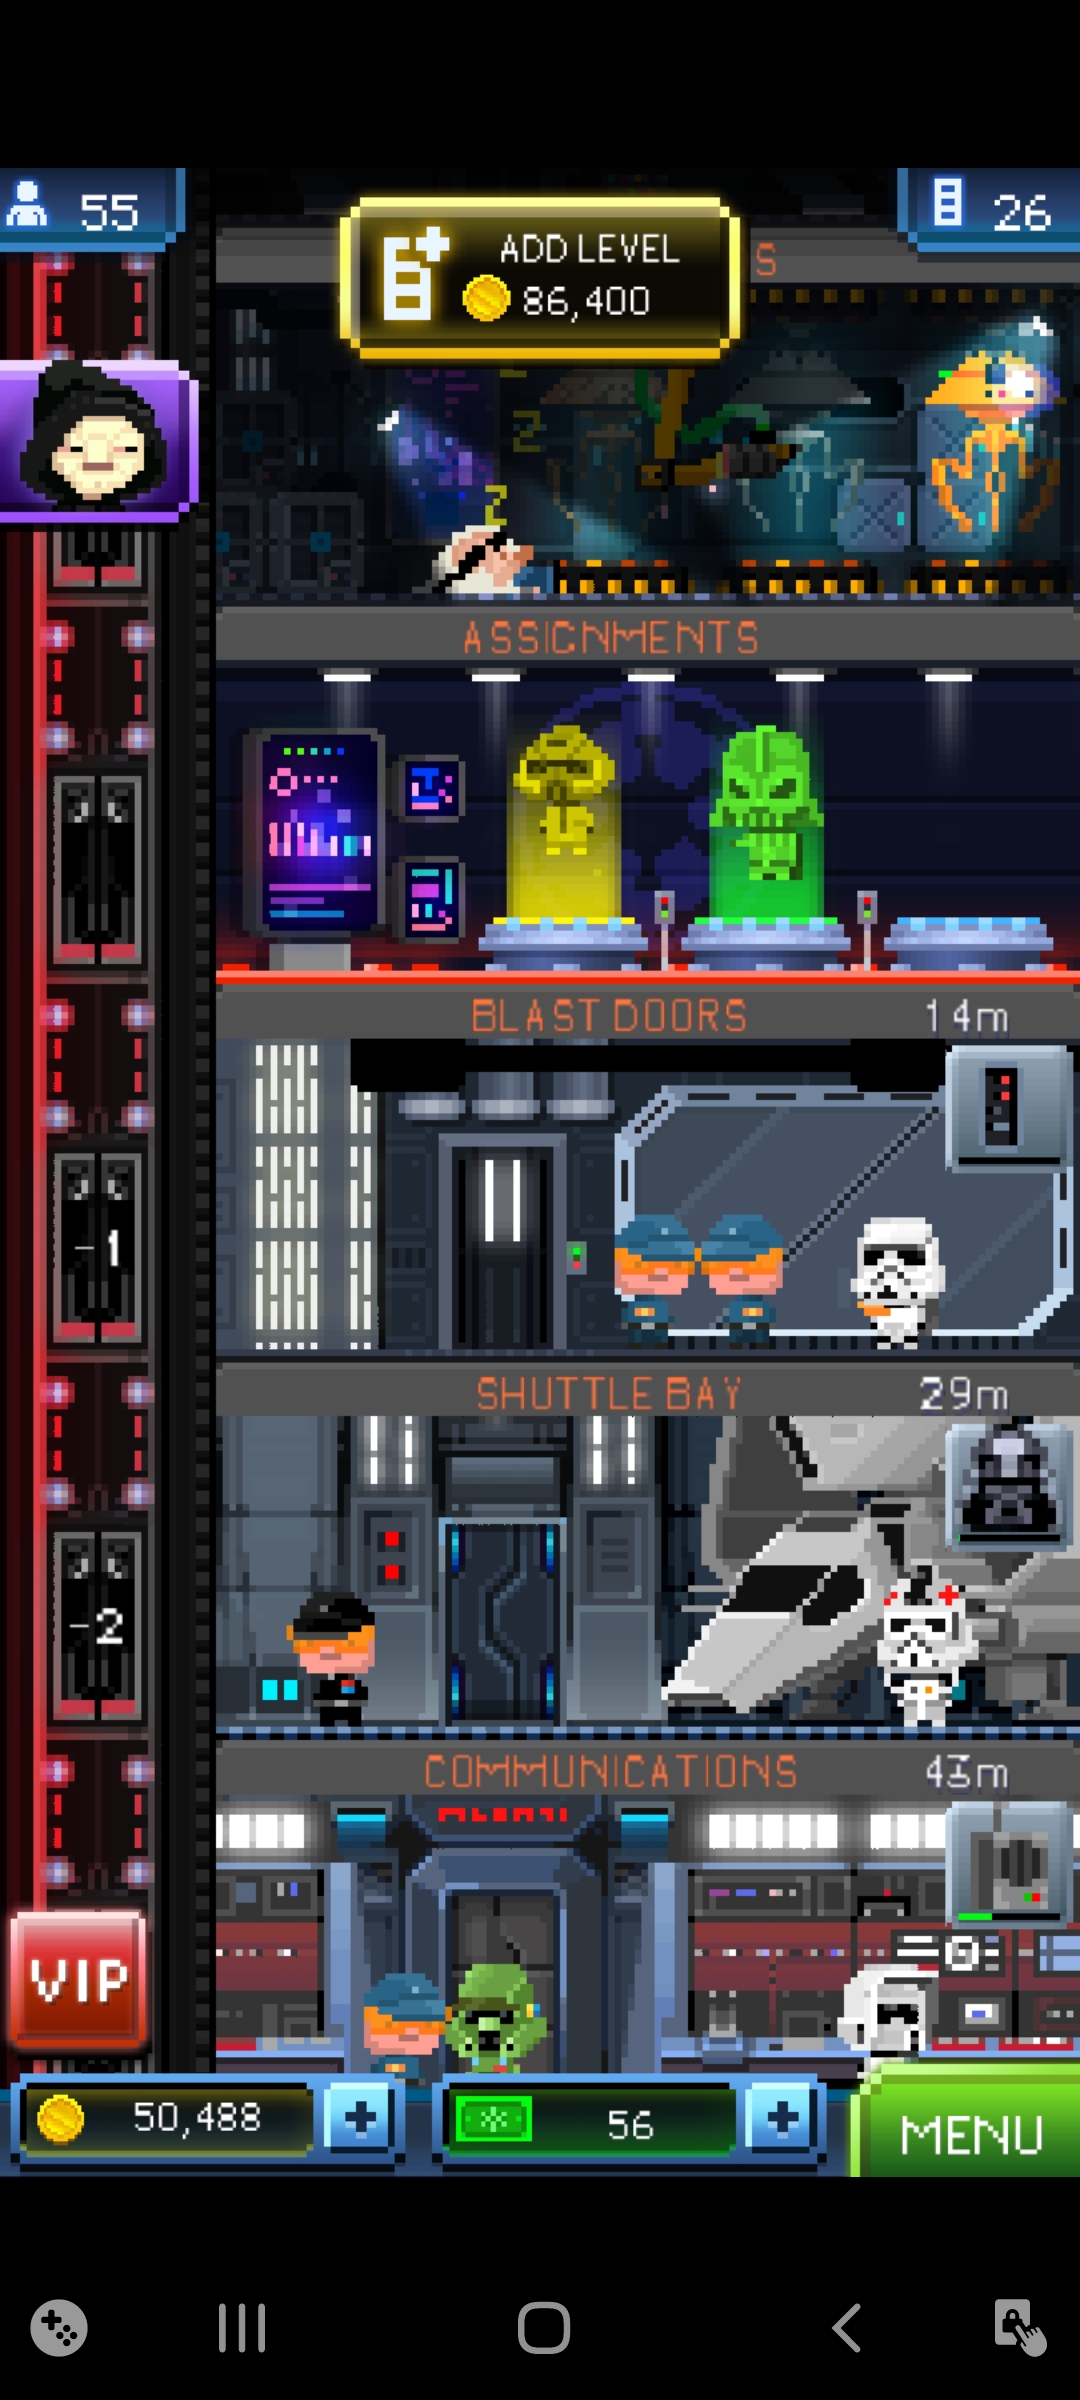 55
ADD LEVEL
86,400
26
S
ASSIGNMENTS
BLAST DOORS 14m
-1
SHUTTLE BAY 29m
-2
COMMUNICATIONS
VIP
50,488
56
MENU